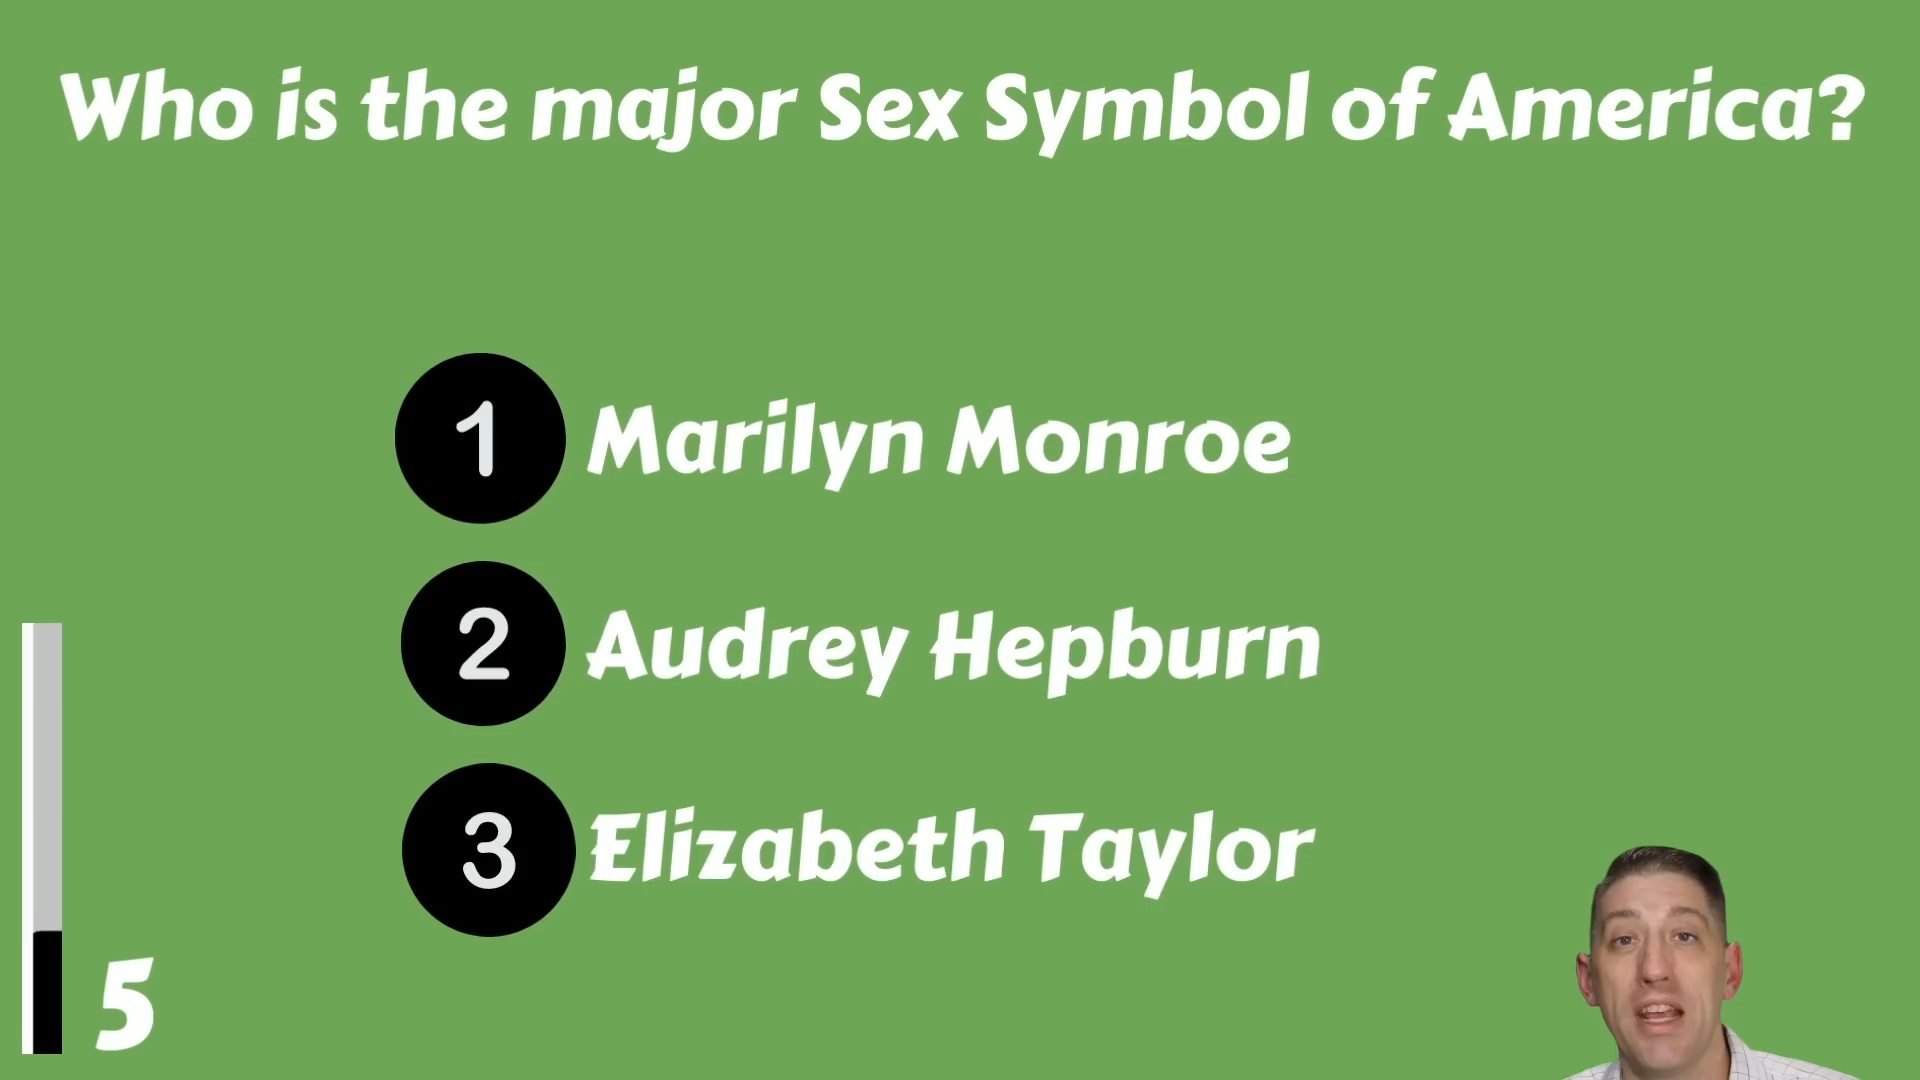 Who is the major Sex Symbol of America?
1 Marilyn Monroe
2 Audrey Hepburn
3 Elizabeth Taylor
5